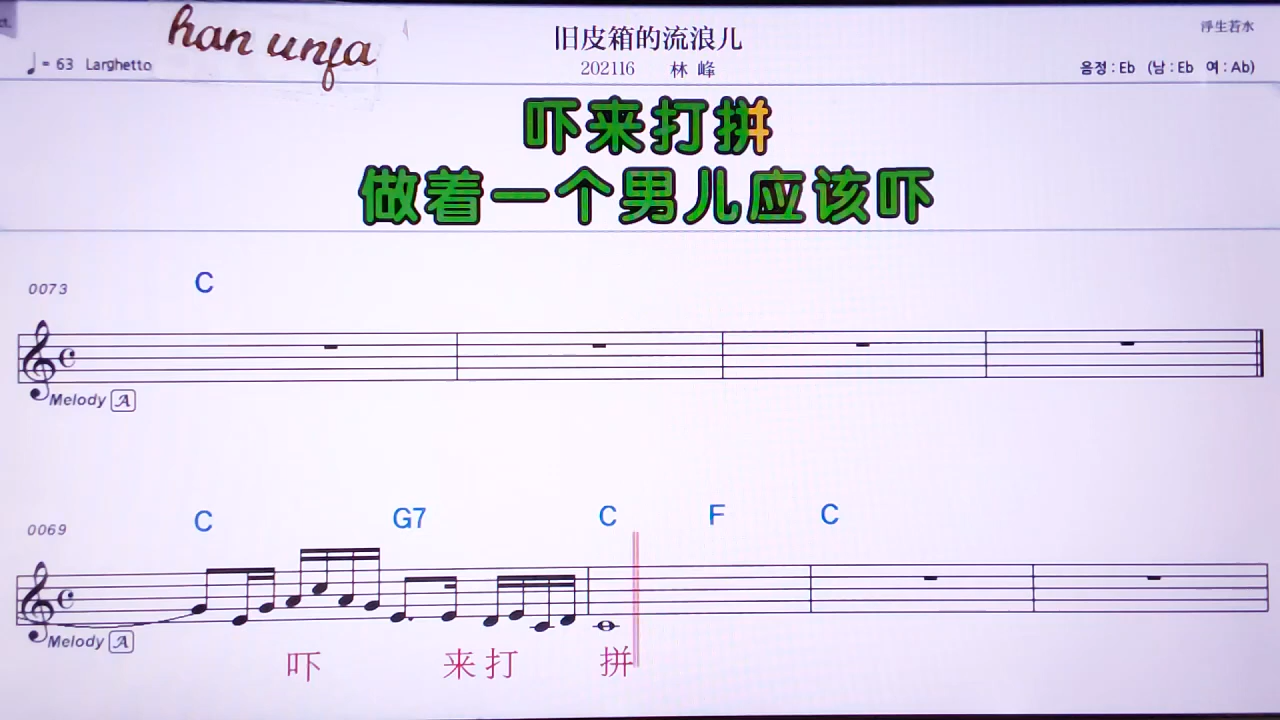 ct.
han unfa
旧皮箱的流浪儿
浮生若水
♩ = 63 Larghetto
202116 林 峰
음정 : Eb (남 : Eb 여 : Ab)
吓来打拼
做着一个男儿应该吓
0073
C
Melody A
0069
C G7 C F C
Melody A
吓 来 打 拼